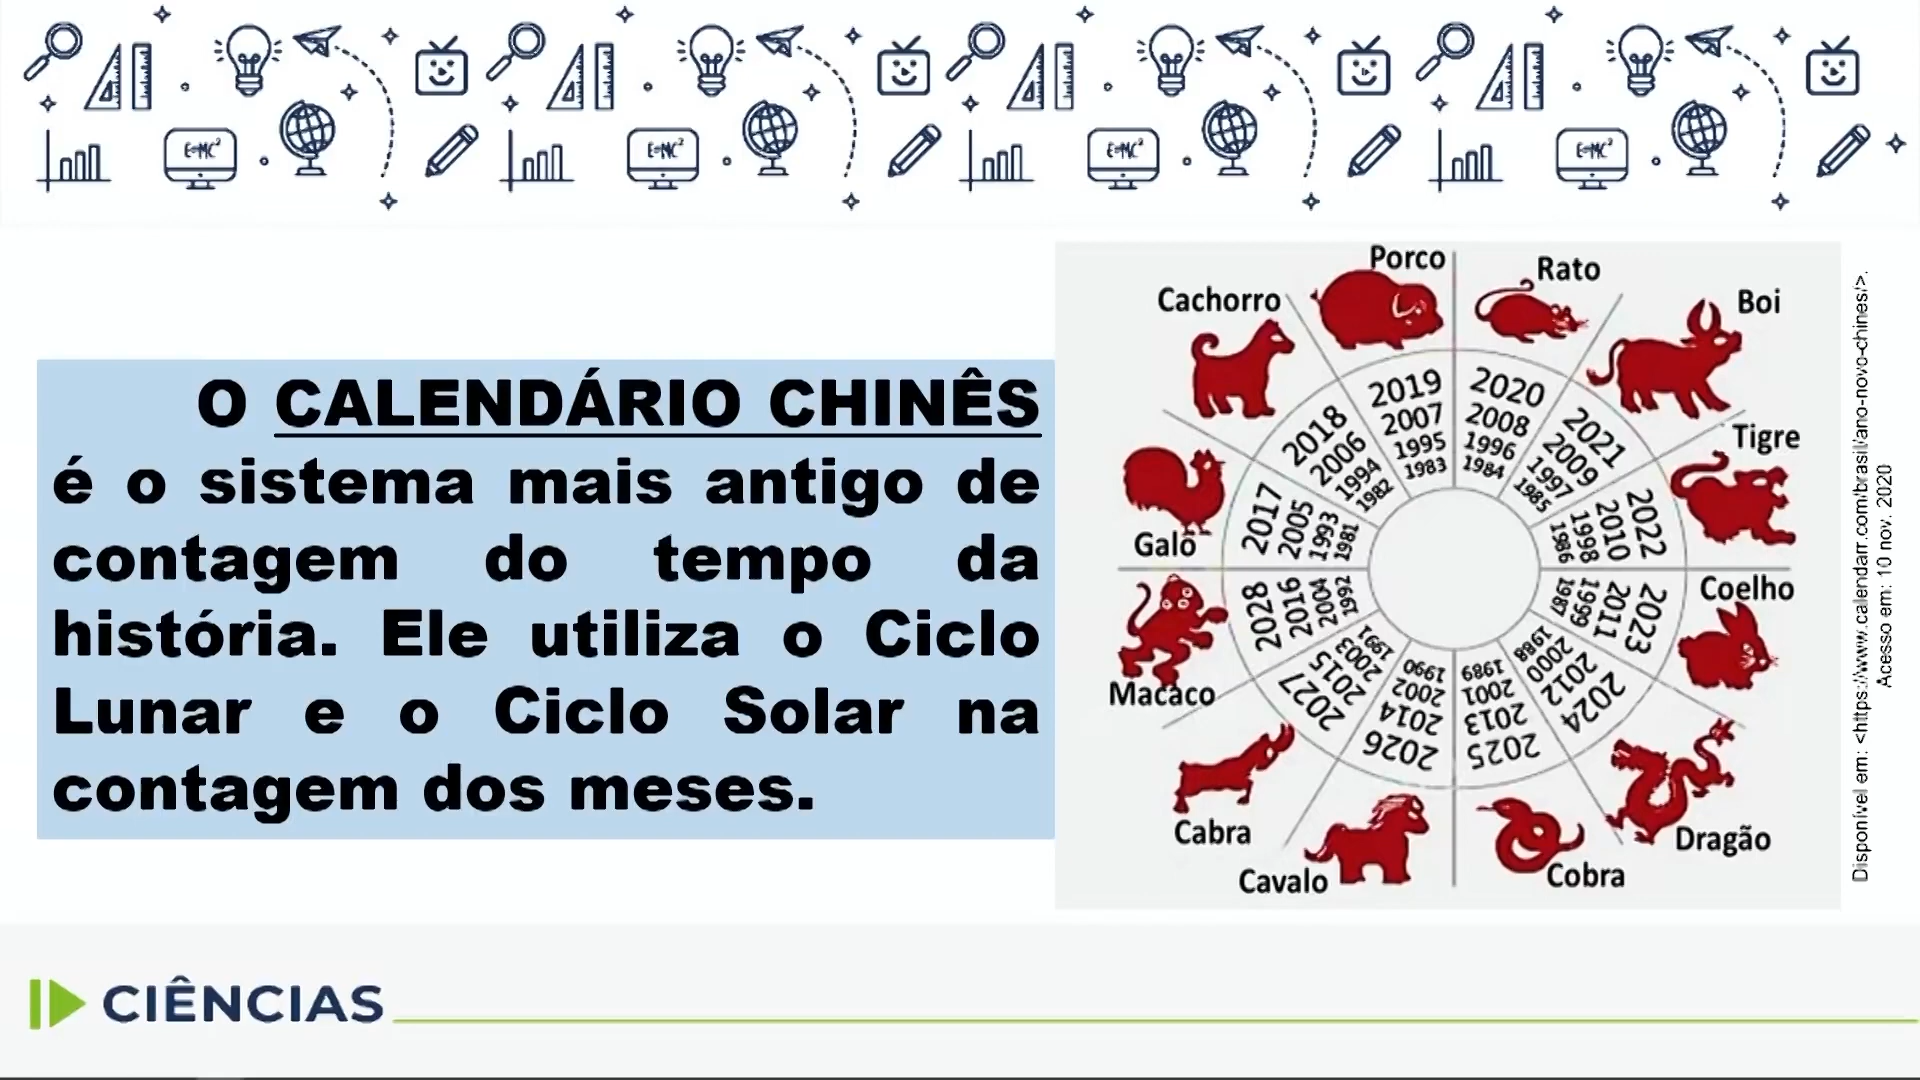 E=MC²
E=MC²
E=MC²
E=MC²
O CALENDÁRIO CHINÊS
é o sistema mais antigo de
contagem do tempo da
história. Ele utiliza o Ciclo
Lunar e o Ciclo Solar na
contagem dos meses.
Porco
2019
2007
1995
1983
Rato
2020
2008
1996
1984
Boi
2021
2009
1997
1985
Tigre
2022
2010
1998
1986
Coelho
2023
2011
1999
1987
Dragão
2024
2012
2000
1988
Cobra
2025
2013
2001
1989
Cavalo
2026
2014
2002
1990
Cabra
2027
2015
2003
1991
Macaco
2028
2016
2004
1992
Galo
2017
2005
1993
1981
Cachorro
2018
2006
1994
1982
Disponível em: <https://www.calendarr.com/brasil/ano-novo-chines/>.
Acesso em: 10 nov. 2020
CIÊNCIAS